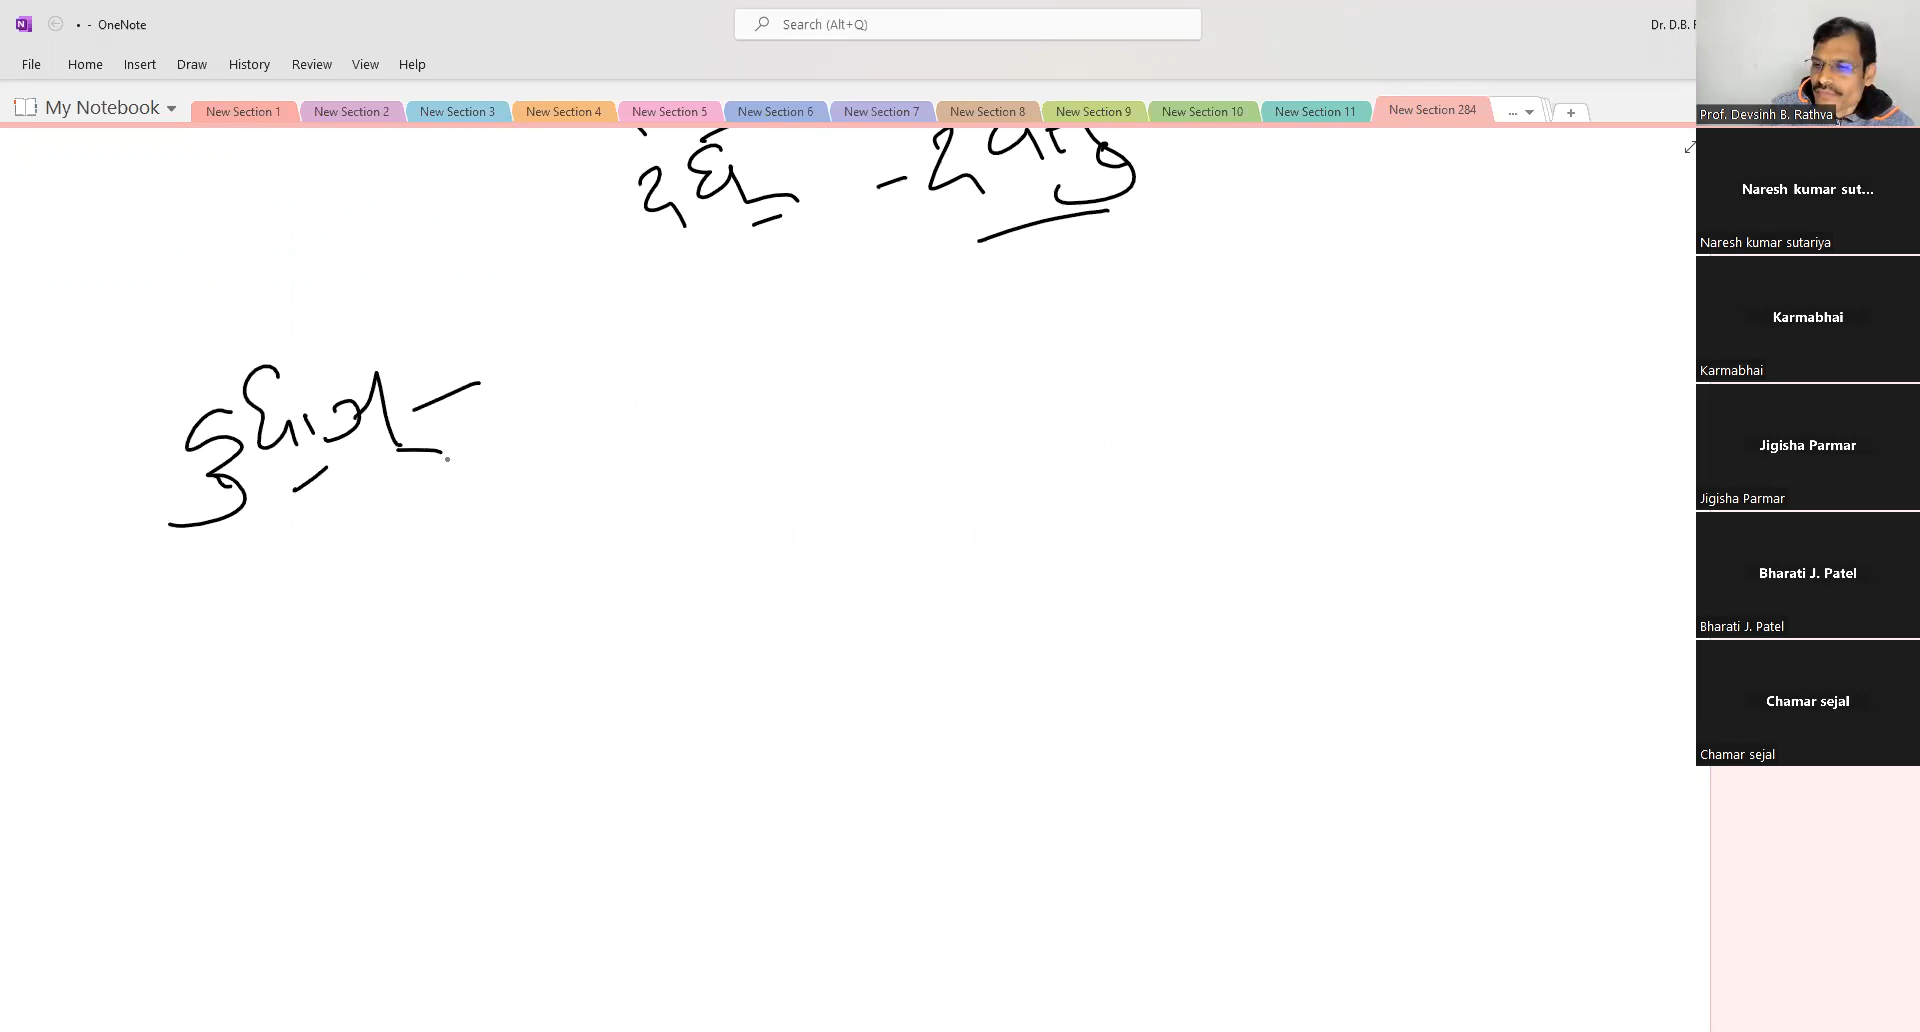 • - OneNote
Search (Alt+Q)
Dr. D.B.
File Home Insert Draw History Review View Help
My Notebook
New Section 1 New Section 2 New Section 3 New Section 4 New Section 5 New Section 6 New Section 7 New Section 8 New Section 9 New Section 10 New Section 11 New Section 284 ... +
Prof. Devsinh B. Rathva
Naresh kumar sut...
Naresh kumar sutariya
Karmabhai
Karmabhai
Jigisha Parmar
Jigisha Parmar
Bharati J. Patel
Bharati J. Patel
Chamar sejal
Chamar sejal